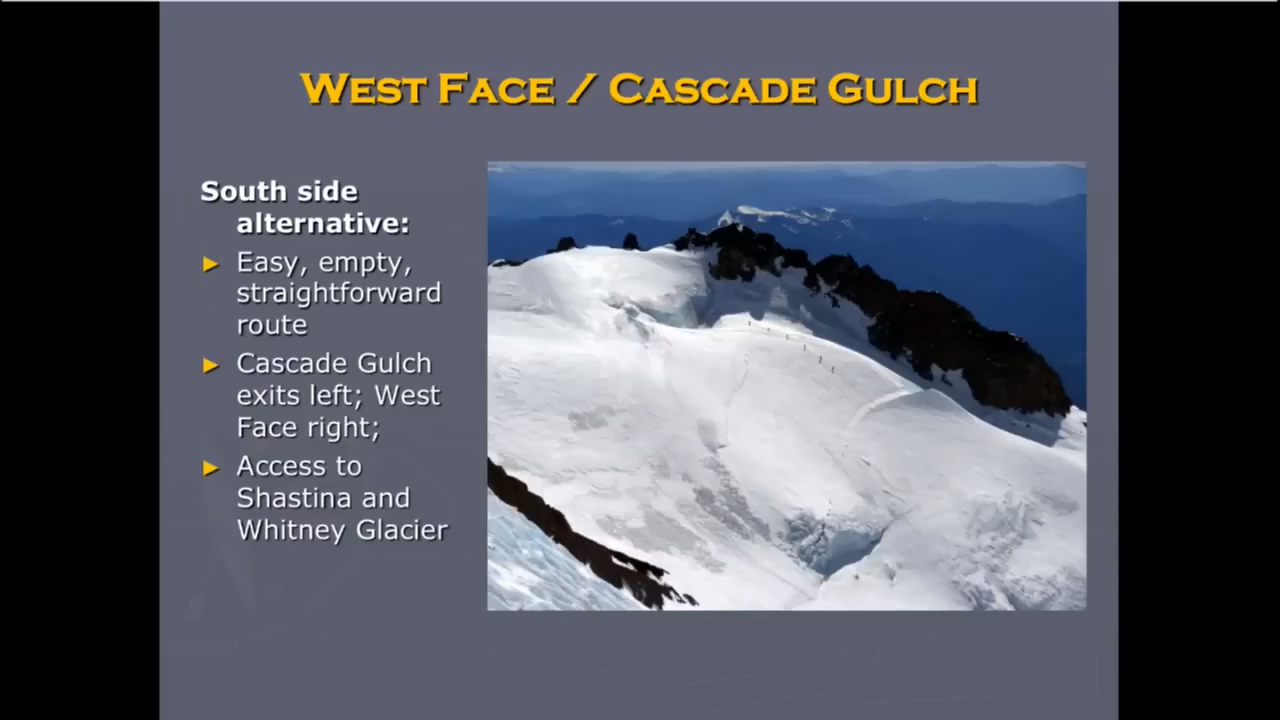 West Face / Cascade Gulch
South side
alternative:
► Easy, empty,
straightforward
route
► Cascade Gulch
exits left; West
Face right;
► Access to
Shastina and
Whitney Glacier